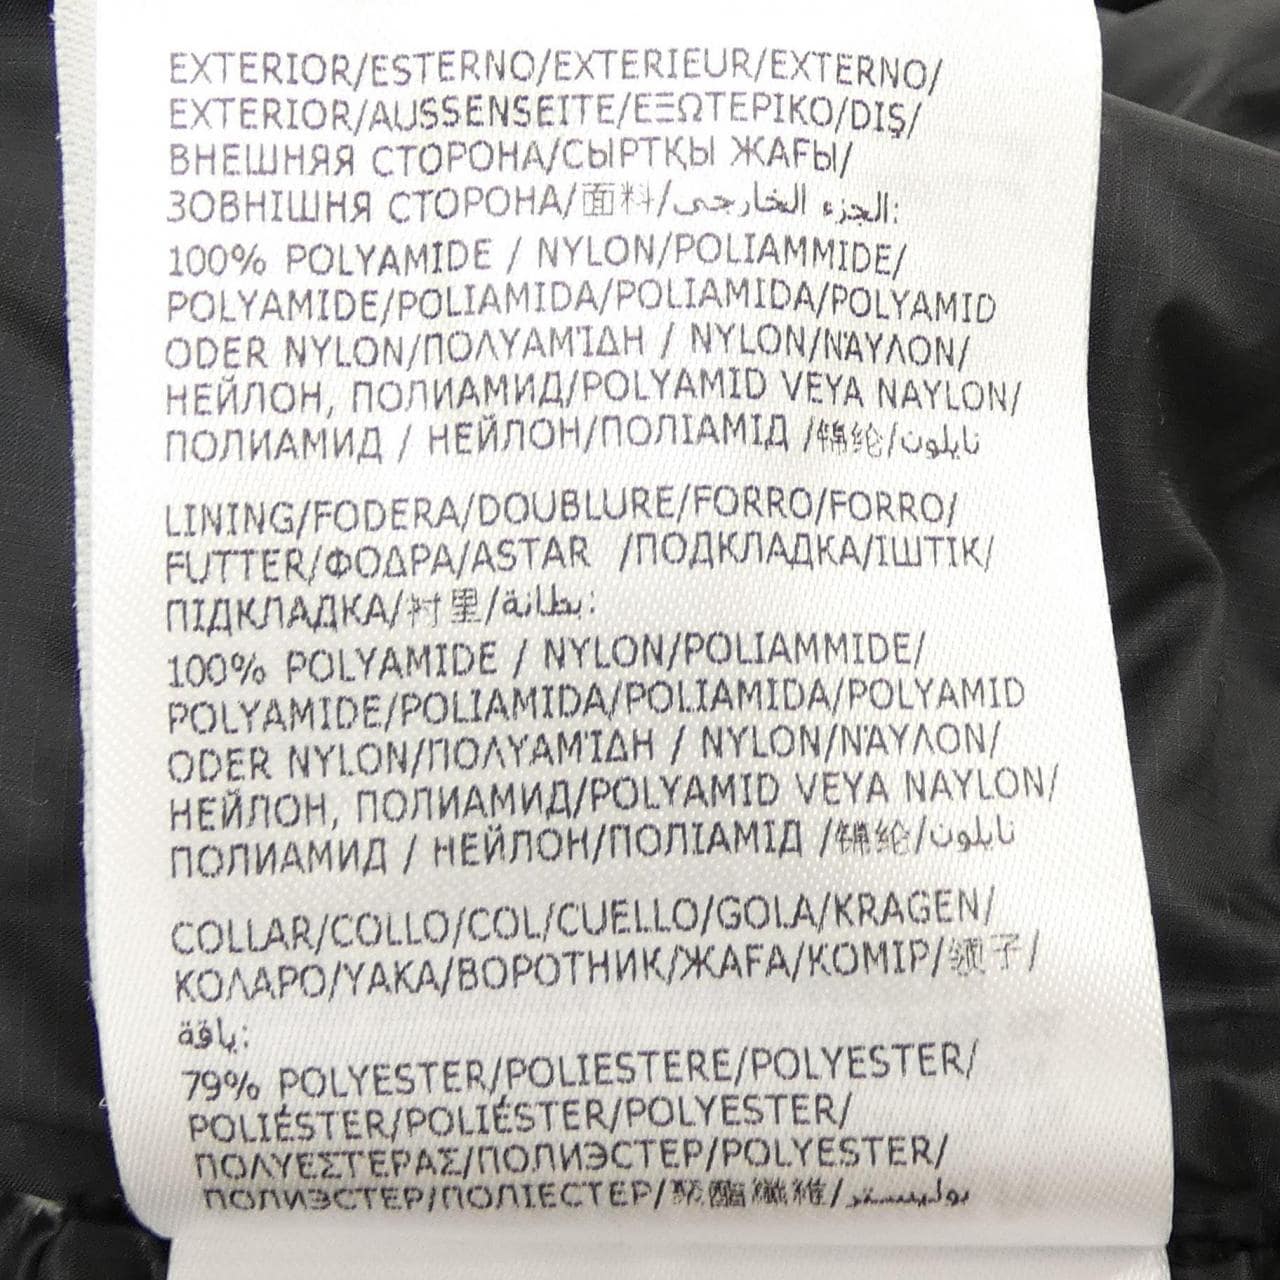 EXTERIOR/ESTERNO/EXTERIEUR/EXTERNO/
EXTERIOR/AUSSENSEITE/ΕΞΩΤΕΡΙΚΟ/DIŞ/
ВНЕШНЯЯ СТОРОНА/СЫРТҚЫ ЖАҒЫ/
ЗОВНІШНЯ СТОРОНА/面料/الجزء الخارجي:
100% POLYAMIDE / NYLON/POLIAMMIDE/
POLYAMIDE/POLIAMIDA/POLIAMIDA/POLYAMID
ODER NYLON/ΠΟΛΥΑΜΊΔΗ / NYLON/ΝΆΥΛΟΝ/
НЕЙЛОН, ПОЛИАМИД/POLYAMID VEYA NAYLON/
ПОЛИАМИД / НЕЙЛОН/ПОЛІАМІД /锦纶/نايلون
LINING/FODERA/DOUBLURE/FORRO/FORRO/
FUTTER/ΦΟΔΡΑ/ASTAR /ПОДКЛАДКА/ІШТІК/
ПІДКЛАДКА/衬里/بطانة:
100% POLYAMIDE / NYLON/POLIAMMIDE/
POLYAMIDE/POLIAMIDA/POLIAMIDA/POLYAMID
ODER NYLON/ΠΟΛΥΑΜΊΔΗ / NYLON/ΝΆΥΛΟΝ/
НЕЙЛОН, ПОЛИАМИД/POLYAMID VEYA NAYLON/
ПОЛИАМИД / НЕЙЛОН/ПОЛІАМІД /锦纶/نايلون
COLLAR/COLLO/COL/CUELLO/GOLA/KRAGEN/
ΚΟΛΑΡΟ/YAKA/ВОРОТНИК/ЖАҒА/КОМІР/领子/
ياقة:
79% POLYESTER/POLIESTERE/POLYESTER/
POLIÉSTER/POLIÉSTER/POLYESTER/
ΠΟΛΥΕΣΤΕΡΑΣ/ПОЛИЭСТЕР/POLYESTER/
ПОЛИЭСТЕР/ПОЛІЕСТЕР/聚酯纤维/بوليستر